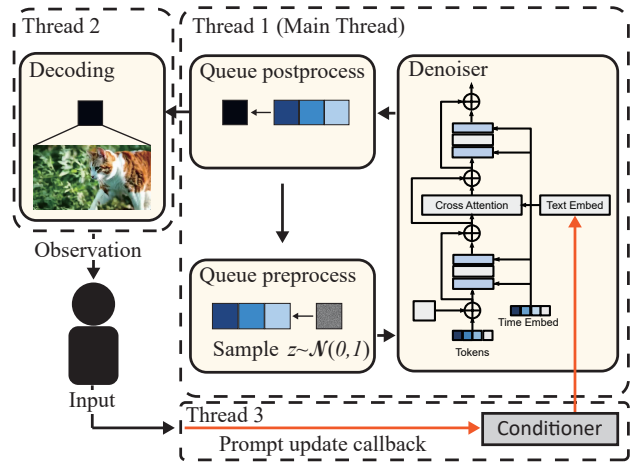 Thread 2
Thread 1 (Main Thread)
Decoding
Queue postprocess
Denoiser
Cross Attention
Text Embed
Observation
Queue preprocess
Sample z~𝒩(0,1)
Time Embed
Tokens
Input
Thread 3
Conditioner
Prompt update callback